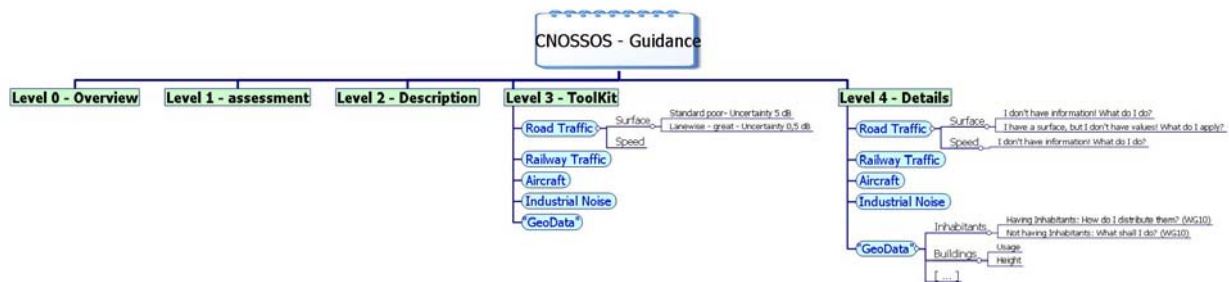 CNOSSOS - Guidance
Level 0 - Overview
Level 1 - assessment
Level 2 - Description
Level 3 - ToolKit
Road Traffic
Surface
Standard poor- Uncertainty 5 dB
Lanewise - great - Uncertainty 0,5 dB
Speed
Railway Traffic
Aircraft
Industrial Noise
"GeoData"
Level 4 - Details
Road Traffic
Surface
I don't have information! What do I do?
I have a surface, but I don't have values! What do I apply?
Speed
I don't have information! What do I do?
Railway Traffic
Aircraft
Industrial Noise
"GeoData"
Inhabitants
Having Inhabitants: How do I distribute them? (WG10)
Not having Inhabitants: What shall I do? (WG10)
Buildings
Usage
Height
[ ... ]